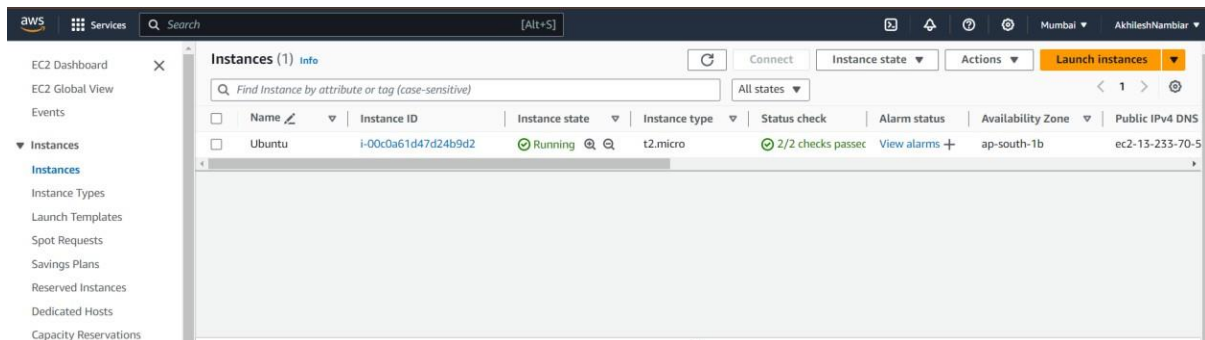 aws Services Search [Alt+S] Mumbai ▼ AkhileshNambiar ▼
EC2 Dashboard
EC2 Global View
Events
▼ Instances
Instances
Instance Types
Launch Templates
Spot Requests
Savings Plans
Reserved Instances
Dedicated Hosts
Capacity Reservations
Instances (1) Info Connect Instance state ▼ Actions ▼ Launch instances ▼
Find Instance by attribute or tag (case-sensitive) All states ▼ < 1 >
Name Instance ID Instance state Instance type Status check Alarm status Availability Zone Public IPv4 DNS
Ubuntu i-00c0a61d47d24b9d2 Running t2.micro 2/2 checks passec View alarms + ap-south-1b ec2-13-233-70-5